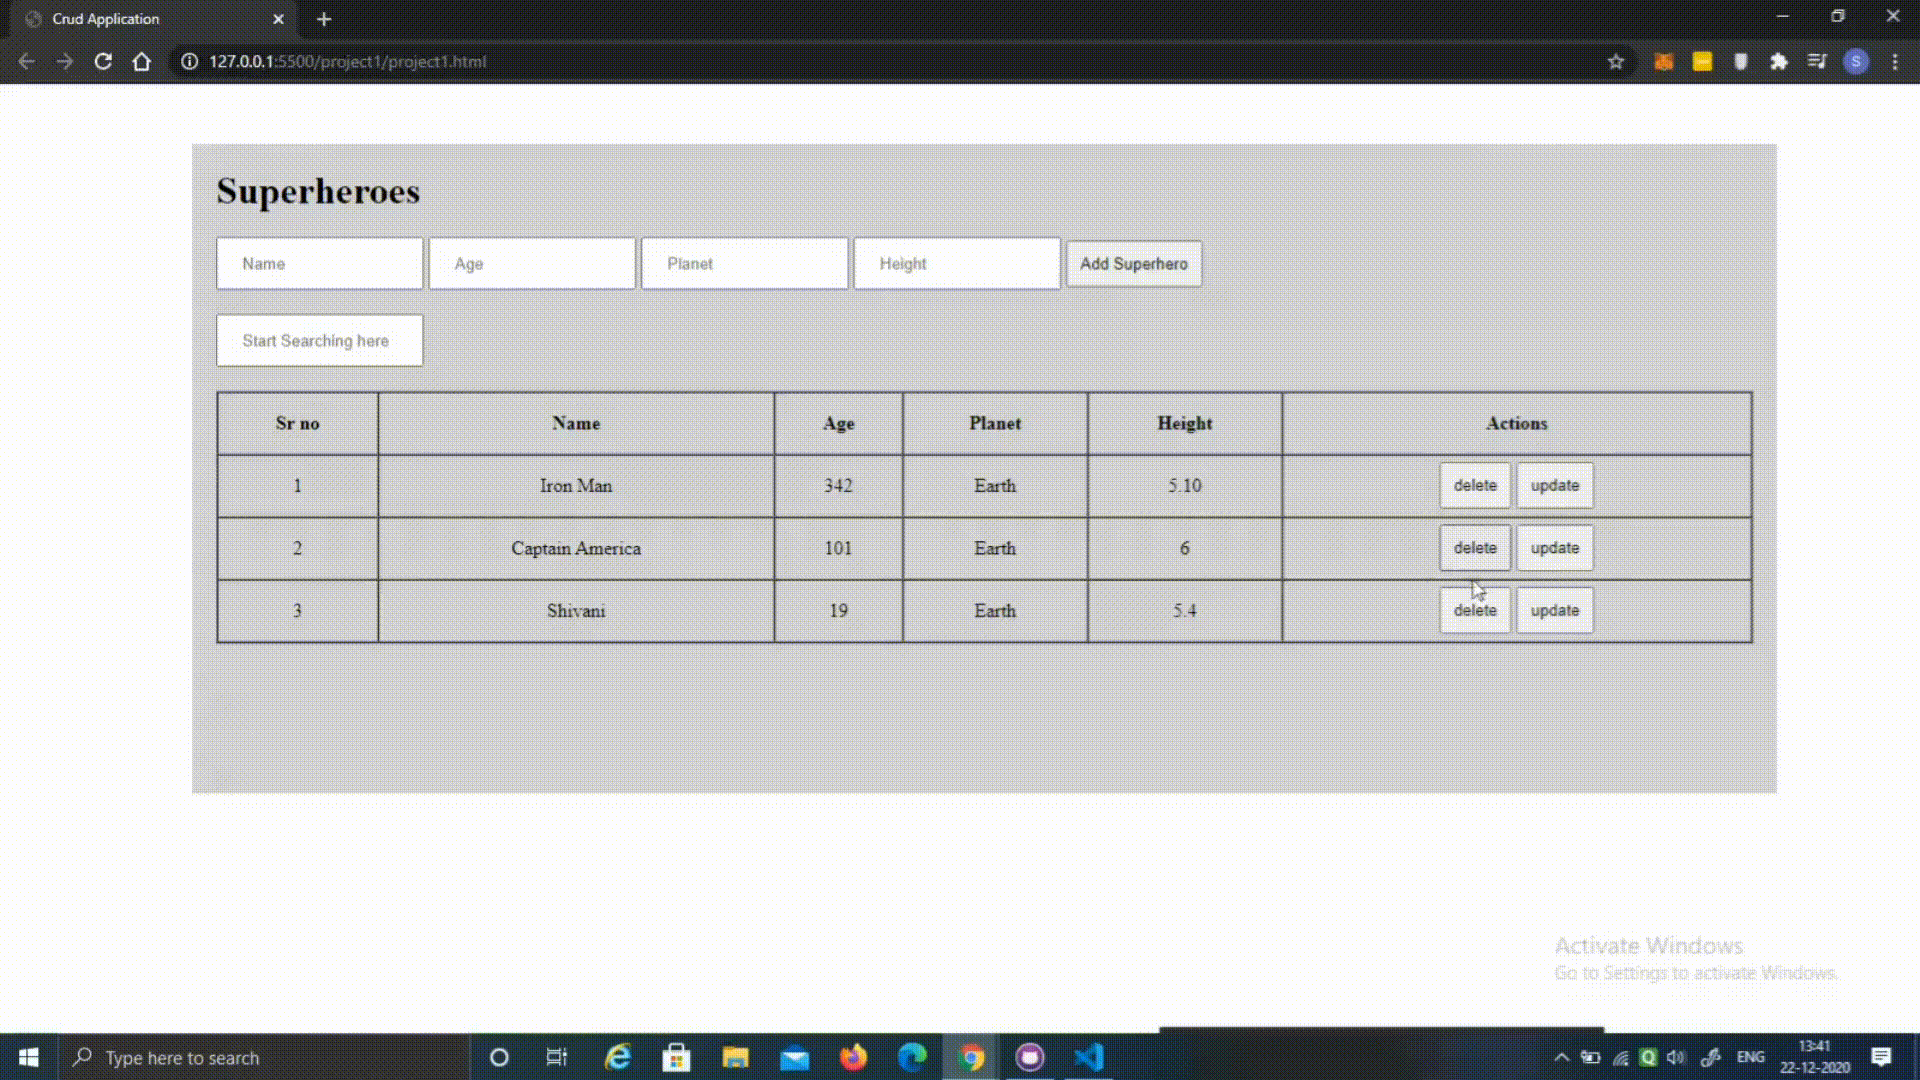 Crud Application
127.0.0.1:5500/project1/project1.html
S
Superheroes
Name Age Planet Height Add Superhero
Start Searching here
Sr no Name Age Planet Height Actions
1 Iron Man 342 Earth 5.10 delete update
2 Captain America 101 Earth 6 delete update
3 Shivani 19 Earth 5.4 delete update
Activate Windows
Go to Settings to activate Windows.
Type here to search
Q
ENG
13:41
22-12-2020